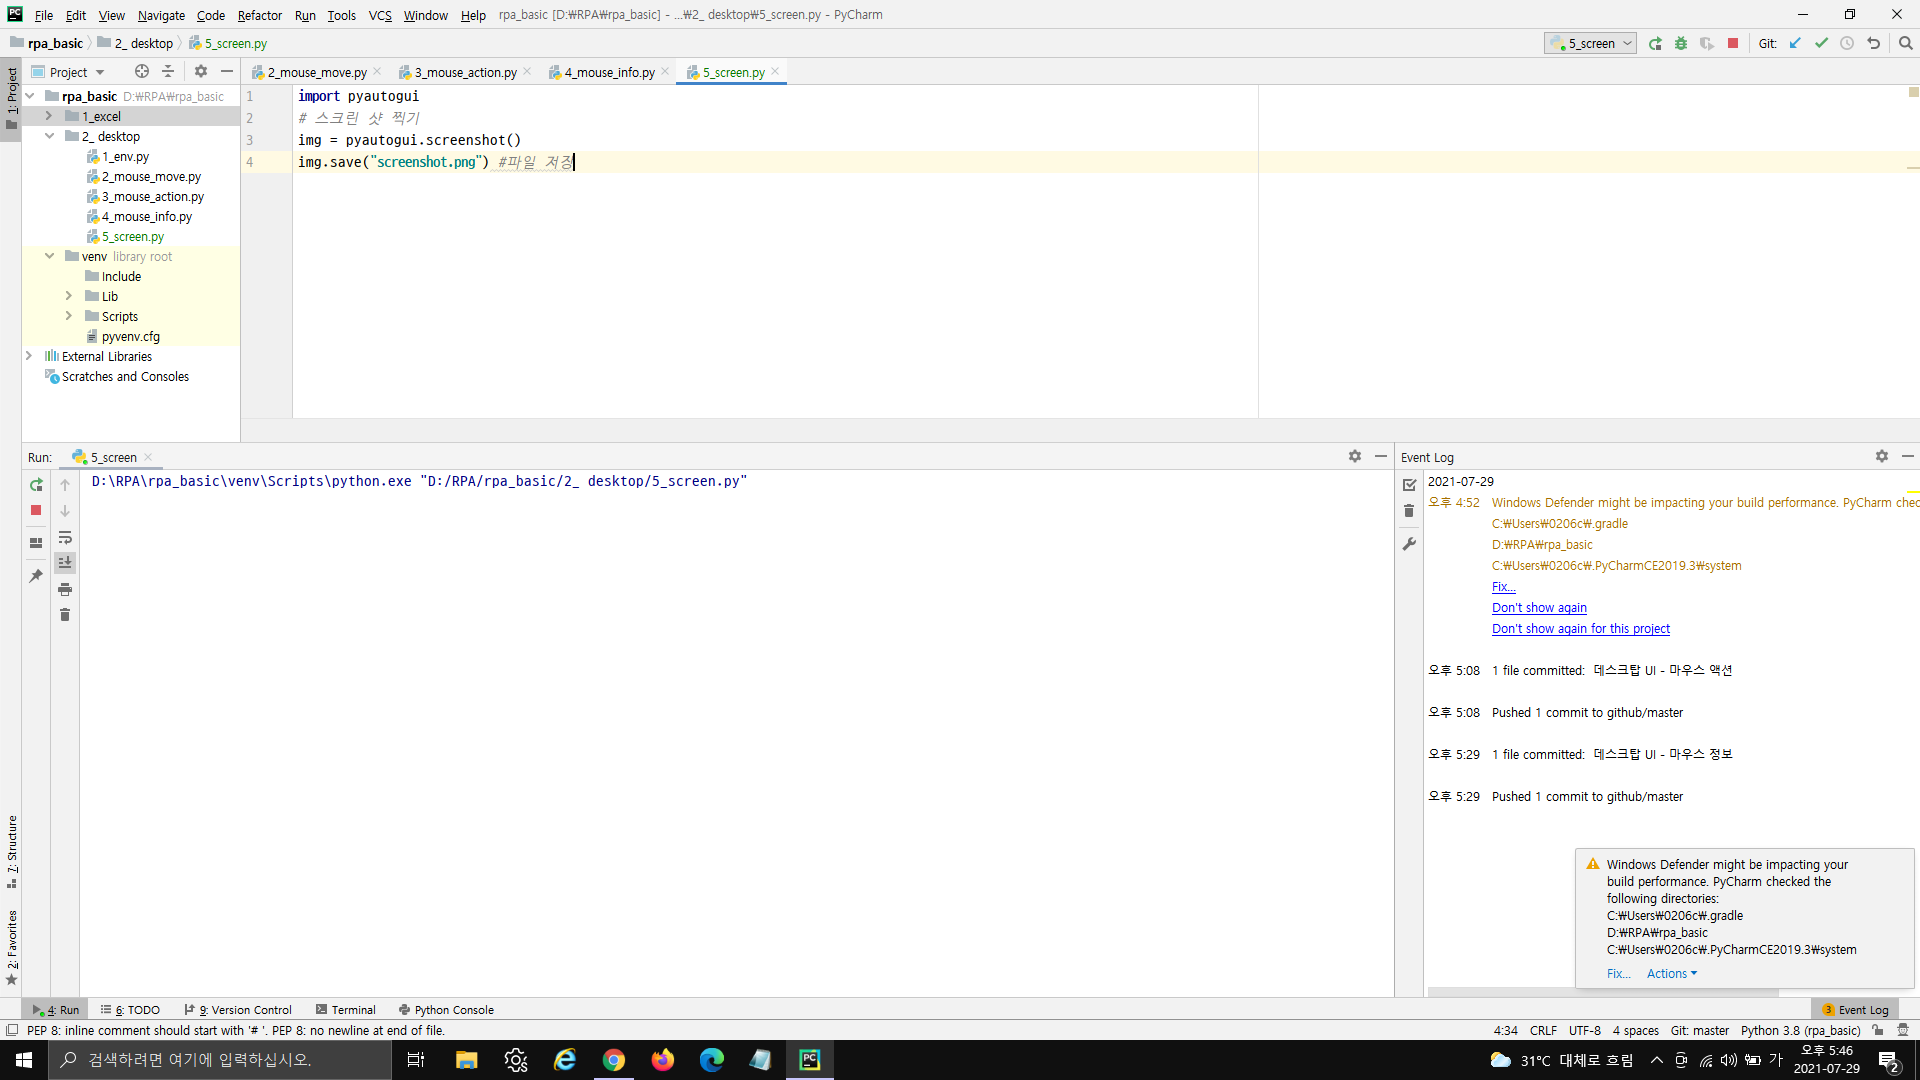 PC File Edit View Navigate Code Refactor Run Tools VCS Window Help rpa_basic [D:₩RPA₩rpa_basic] - ...₩2_ desktop₩5_screen.py - PyCharm
rpa_basic 2_ desktop 5_screen.py 5_screen Git:
1: Project
Project
2_mouse_move.py 3_mouse_action.py 4_mouse_info.py 5_screen.py
rpa_basic D:₩RPA₩rpa_basic
1_excel
2_ desktop
1_env.py
2_mouse_move.py
3_mouse_action.py
4_mouse_info.py
5_screen.py
venv library root
Include
Lib
Scripts
pyvenv.cfg
External Libraries
Scratches and Consoles
1 import pyautogui
2 # 스크린 샷 찍기
3 img = pyautogui.screenshot()
4 img.save("screenshot.png") #파일 저장
Run: 5_screen
D:\RPA\rpa_basic\venv\Scripts\python.exe "D:/RPA/rpa_basic/2_ desktop/5_screen.py"
Event Log
2021-07-29
오후 4:52 Windows Defender might be impacting your build performance. PyCharm chec
C:₩Users₩0206c₩.gradle
D:₩RPA₩rpa_basic
C:₩Users₩0206c₩.PyCharmCE2019.3₩system
Fix...
Don't show again
Don't show again for this project
오후 5:08 1 file committed: 데스크탑 UI - 마우스 액션
오후 5:08 Pushed 1 commit to github/master
오후 5:29 1 file committed: 데스크탑 UI - 마우스 정보
오후 5:29 Pushed 1 commit to github/master
Windows Defender might be impacting your
build performance. PyCharm checked the
following directories:
C:₩Users₩0206c₩.gradle
D:₩RPA₩rpa_basic
C:₩Users₩0206c₩.PyCharmCE2019.3₩system
Fix... Actions
7: Structure
2: Favorites
4: Run 6: TODO 9: Version Control Terminal Python Console 3 Event Log
PEP 8: inline comment should start with '# '. PEP 8: no newline at end of file. 4:34 CRLF UTF-8 4 spaces Git: master Python 3.8 (rpa_basic)
검색하려면 여기에 입력하십시오. PC 31°C 대체로 흐림 가 오후 5:46
2021-07-29 2